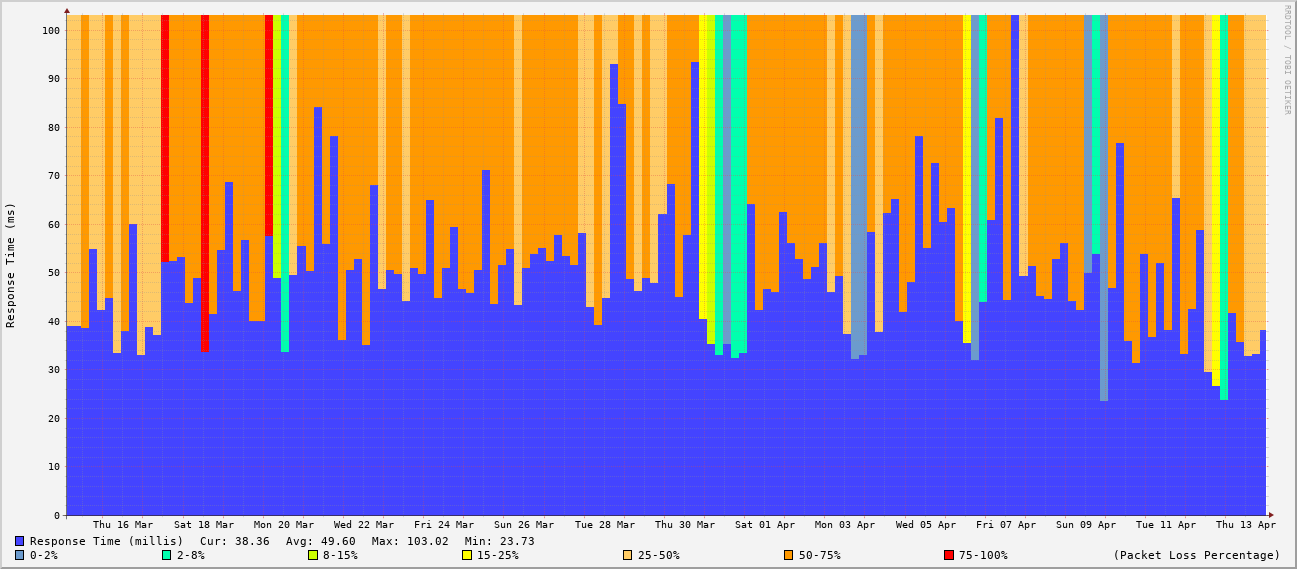 RRDTOOL / TOBI OETIKER
Response Time (ms)
100
90
80
70
60
50
40
30
20
10
0
Thu 16 Mar Sat 18 Mar Mon 20 Mar Wed 22 Mar Fri 24 Mar Sun 26 Mar Tue 28 Mar Thu 30 Mar Sat 01 Apr Mon 03 Apr Wed 05 Apr Fri 07 Apr Sun 09 Apr Tue 11 Apr Thu 13 Apr
Response Time (millis) Cur: 38.36 Avg: 49.60 Max: 103.02 Min: 23.73
0-2% 2-8% 8-15% 15-25% 25-50% 50-75% 75-100% (Packet Loss Percentage)